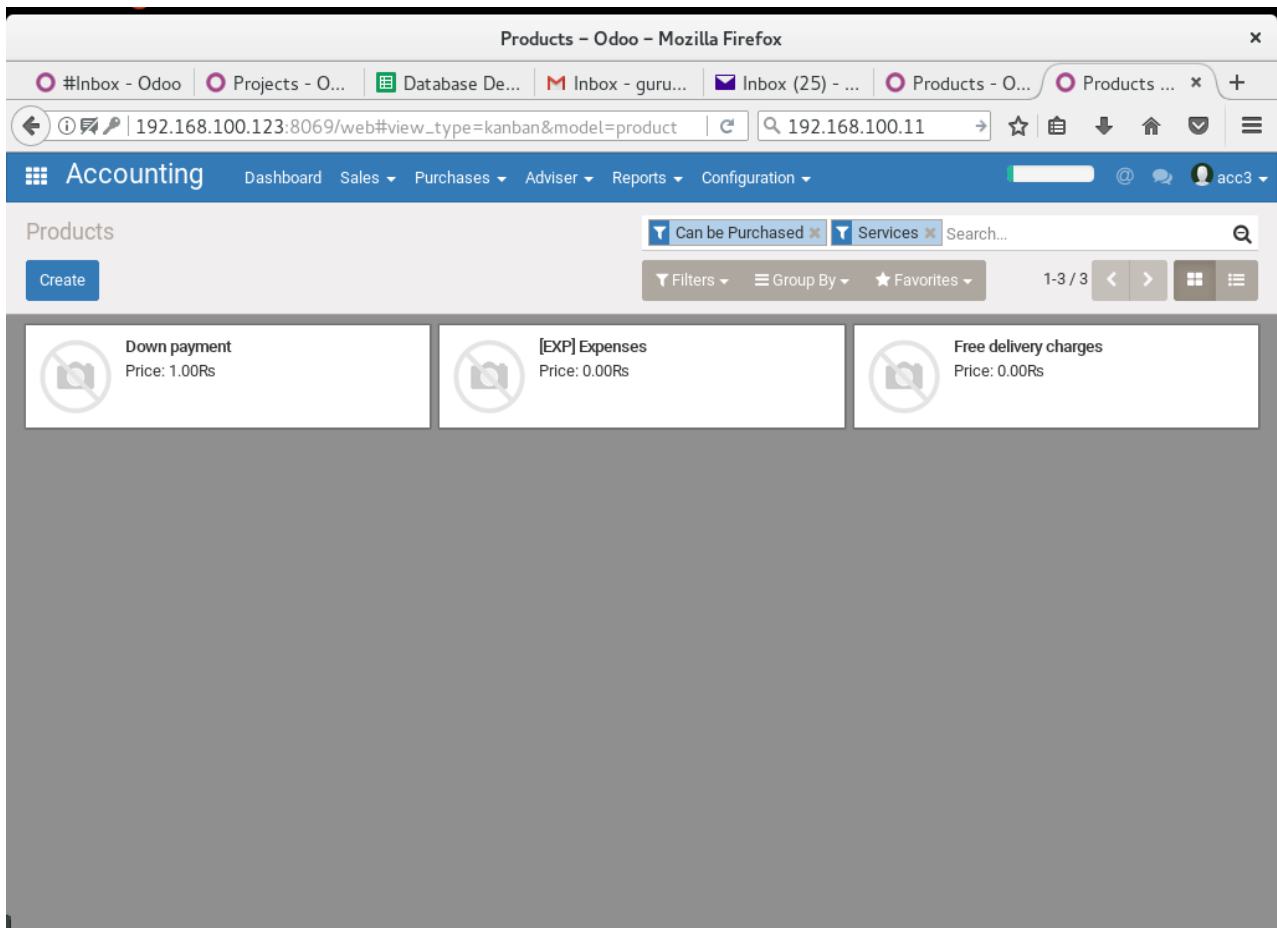 Products – Odoo – Mozilla Firefox ×
#Inbox - Odoo Projects - O... Database De... Inbox - guru... Inbox (25) - ... Products - O... Products ... × +
192.168.100.123:8069/web#view_type=kanban&model=product 192.168.100.11
Accounting Dashboard Sales Purchases Adviser Reports Configuration @ acc3
Products Can be Purchased × Services × Search...
Create Filters Group By Favorites 1-3 / 3
Down payment
Price: 1.00Rs
[EXP] Expenses
Price: 0.00Rs
Free delivery charges
Price: 0.00Rs